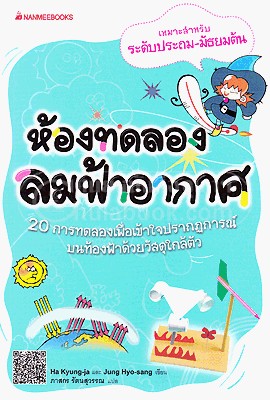 NANMEEBOOKS
เหมาะสำหรับ
ระดับประถม-มัธยมต้น
ห้องทดลอง
ลมฟ้าอากาศ
20 การทดลองเพื่อเข้าใจปรากฏการณ์
บนท้องฟ้าด้วยวัสดุใกล้ตัว
Ha Kyung-ja และ Jung Hyo-sang เขียน
ภาสกร รัตนสุวรรณ แปล